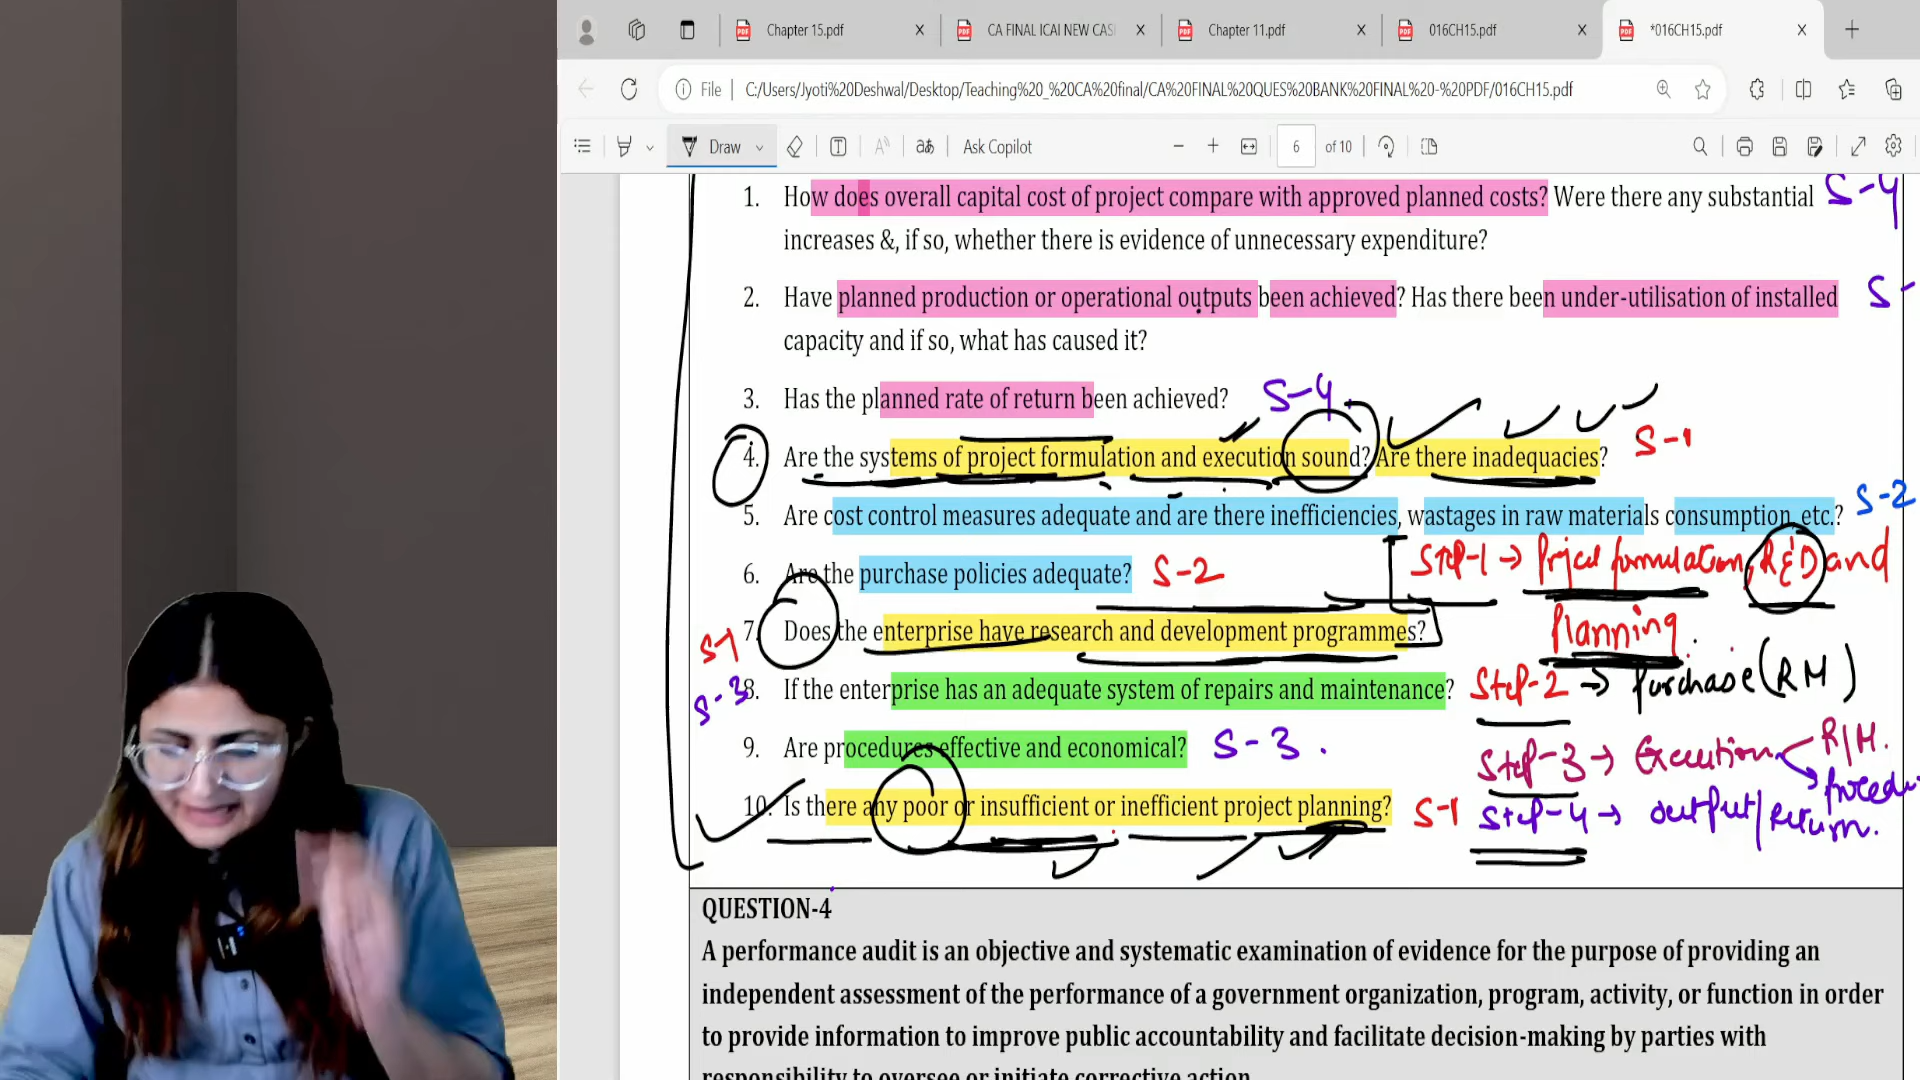 Chapter 15.pdf
CA FINAL ICAI NEW CAS
Chapter 11.pdf
016CH15.pdf
*016CH15.pdf
File C:/Users/Jyoti%20Deshwal/Desktop/Teaching%20_%20CA%20final/CA%20FINAL%20QUES%20BANK%20FINAL%20-%20PDF/016CH15.pdf
Draw Ask Copilot 6 of 10
1. How does overall capital cost of project compare with approved planned costs? Were there any substantial S-4
increases &, if so, whether there is evidence of unnecessary expenditure?
2. Have planned production or operational outputs been achieved? Has there been under-utilisation of installed S-
capacity and if so, what has caused it?
3. Has the planned rate of return been achieved? S-4
4. Are the systems of project formulation and execution sound? Are there inadequacies? S-1
5. Are cost control measures adequate and are there inefficiencies, wastages in raw materials consumption, etc.? S-2
Step-1 → Project formulation, R&D and
6. Are the purchase policies adequate? S-2
Planning
7. Does the enterprise have research and development programmes?
S-1
Step-2 → Purchase (RM)
8. If the enterprise has an adequate system of repairs and maintenance?
S-3
9. Are procedures effective and economical? S-3
Step-3 → Execution R/M.
Procedu
10. Is there any poor or insufficient or inefficient project planning? S-1
Step-4 → output/return.
QUESTION-4
A performance audit is an objective and systematic examination of evidence for the purpose of providing an
independent assessment of the performance of a government organization, program, activity, or function in order
to provide information to improve public accountability and facilitate decision-making by parties with
responsibility to oversee or initiate corrective action.